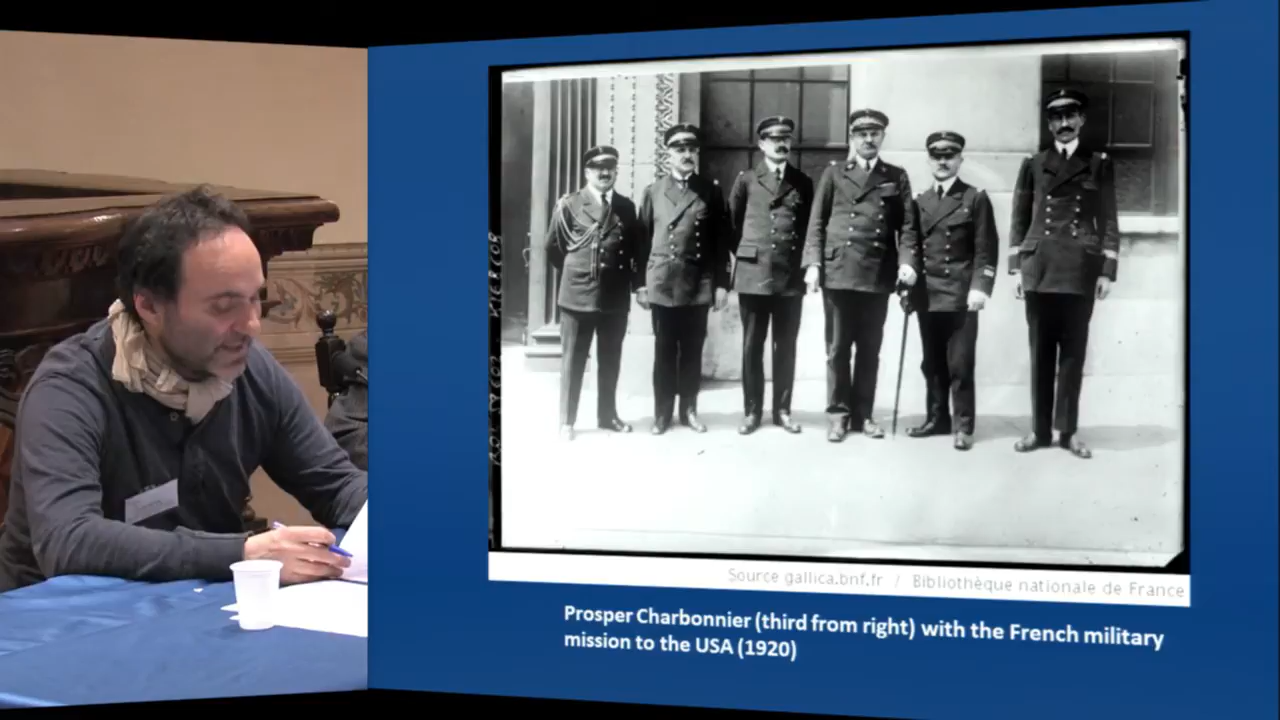 Source gallica.bnf.fr / Bibliothèque nationale de France
Prosper Charbonnier (third from right) with the French military
mission to the USA (1920)